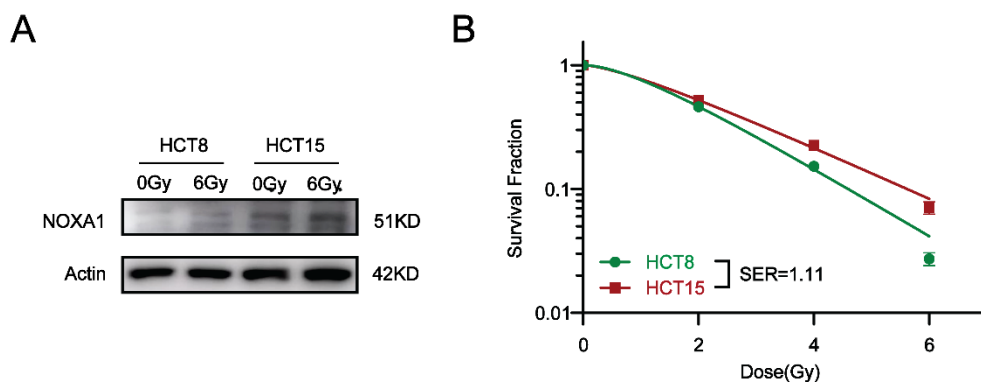 A
HCT8 HCT15
0Gy 6Gy 0Gy 6Gy
NOXA1 51KD
Actin 42KD
B
Survival Fraction
1
0.1
0.01
HCT8
HCT15
SER=1.11
0 2 4 6
Dose(Gy)